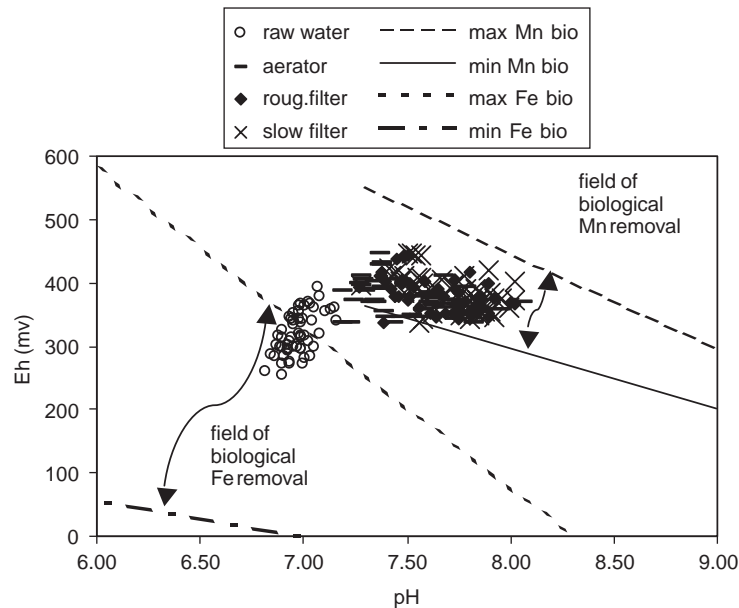 raw water
aerator
roug.filter
slow filter
max Mn bio
min Mn bio
max Fe bio
min Fe bio
600
500
400
300
200
100
0
Eh (mv)
field of
biological
Mn removal
field of
biological
Fe removal
6.00
6.50
7.00
7.50
8.00
9.00
pH